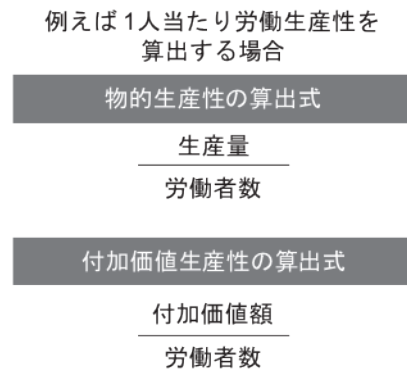 例えば1人当たり労働生産性を
算出する場合
物的生産性の算出式
生産量
労働者数
付加価値生産性の算出式
付加価値額
労働者数